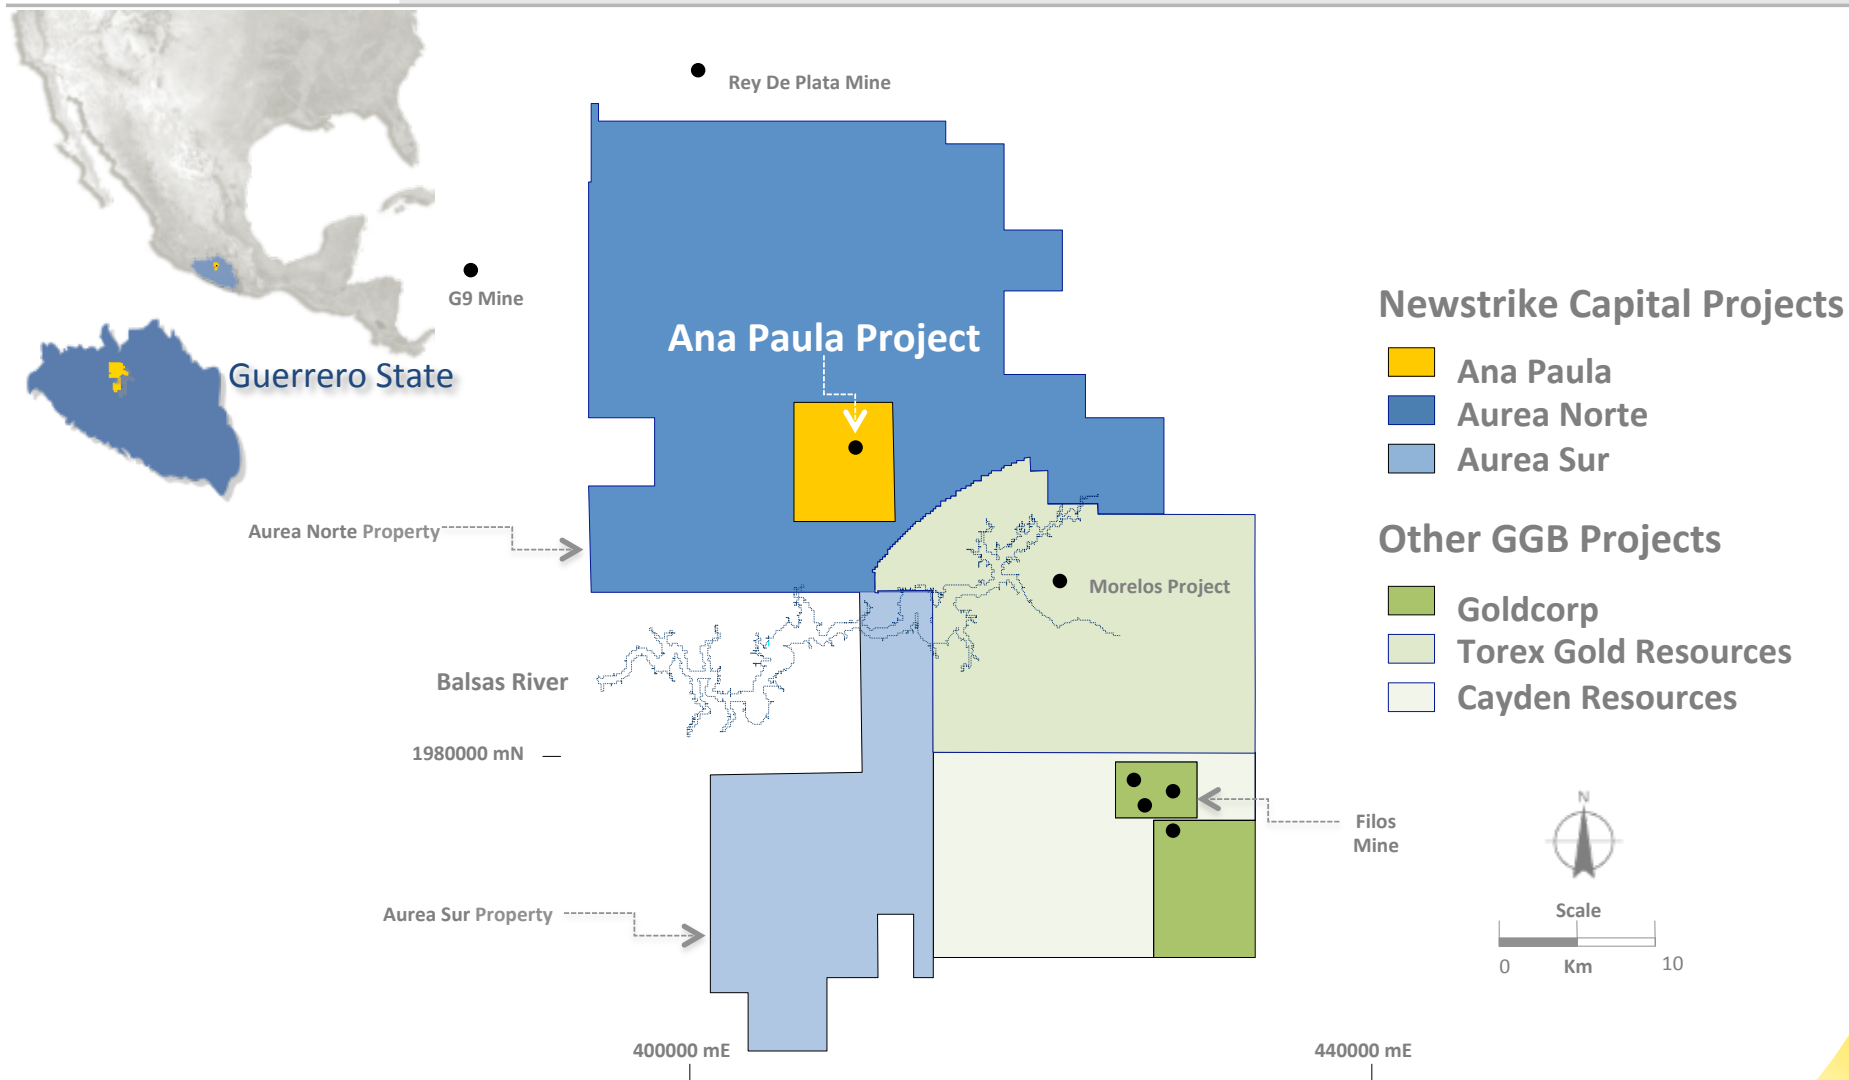 Rey De Plata Mine
G9 Mine
Ana Paula Project
Guerrero State
Aurea Norte Property
Morelos Project
Balsas River
1980000 mN
Filos
Mine
Aurea Sur Property
400000 mE
440000 mE
Newstrike Capital Projects
Ana Paula
Aurea Norte
Aurea Sur
Other GGB Projects
Goldcorp
Torex Gold Resources
Cayden Resources
N
Scale
0 Km 10